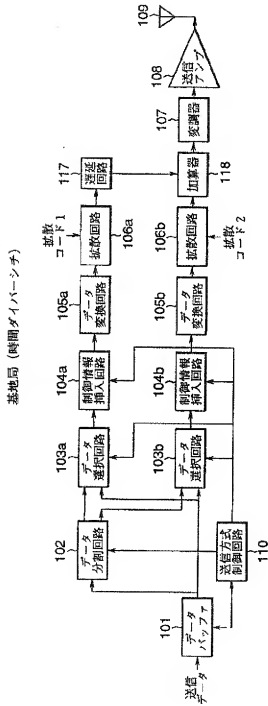 基地局 (時間ダイバーシチ)
送信
データ
101
データ
バッファ
102
データ
分割回路
110
送信方式
制御回路
103a
データ
選択回路
103b
データ
選択回路
104a
制御情報
挿入回路
104b
制御情報
挿入回路
105a
データ
変換回路
105b
データ
変換回路
拡散
コード1
拡散回路
106a
106b
拡散回路
拡散
コード2
117
遅延
回路
加算器
118
107
変調器
108
送信
アンプ
109